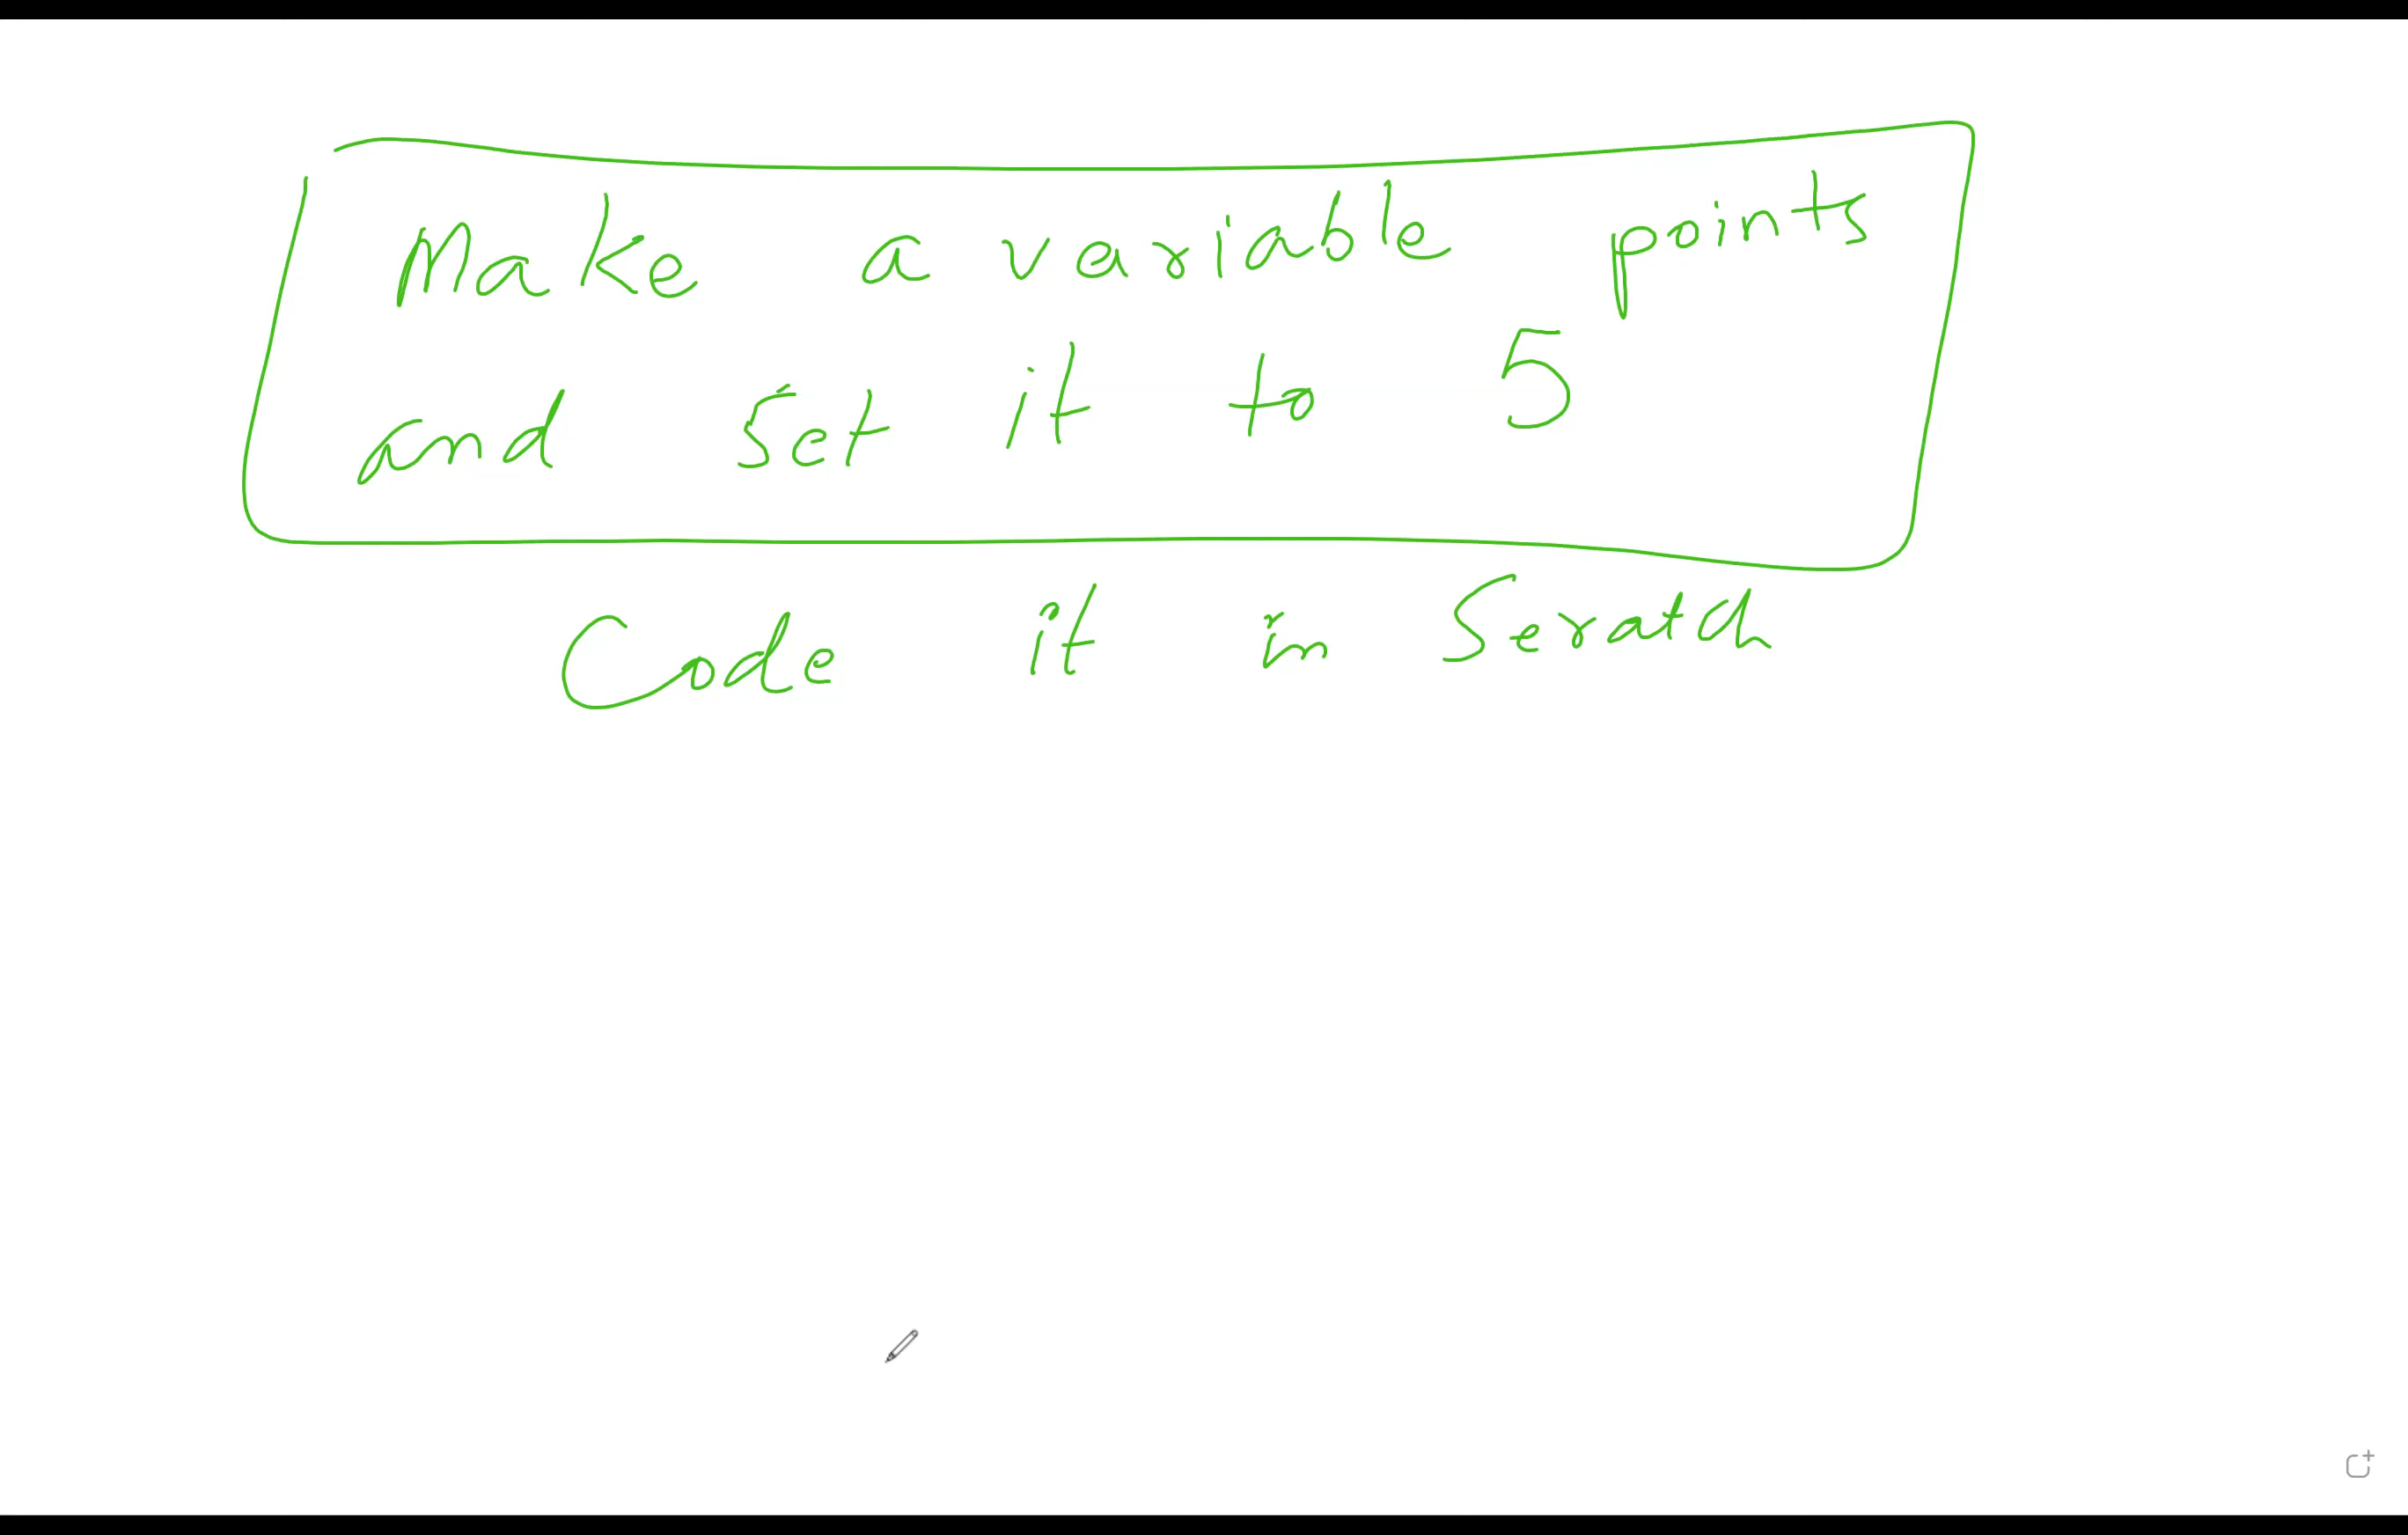 Make a variable points
and set it to 5
Code it in Scratch